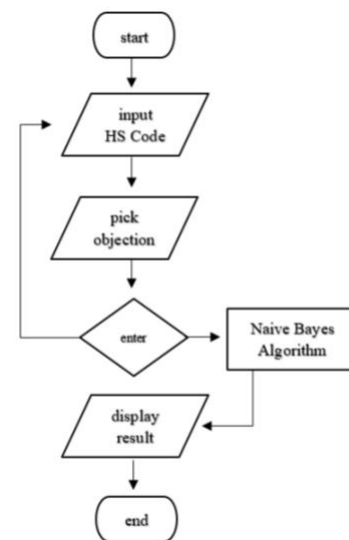 start
input
HS Code
pick
objection
enter
Naive Bayes
Algorithm
display
result
end